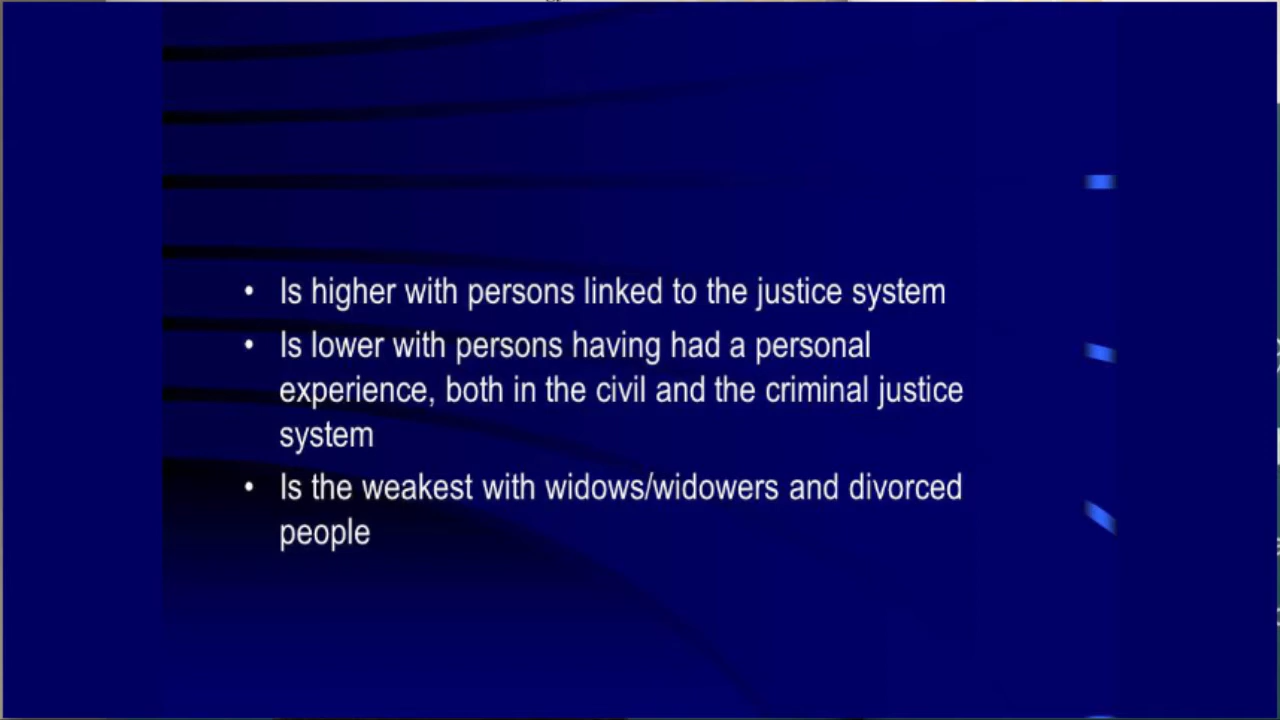 • Is higher with persons linked to the justice system
• Is lower with persons having had a personal
experience, both in the civil and the criminal justice
system
• Is the weakest with widows/widowers and divorced
people